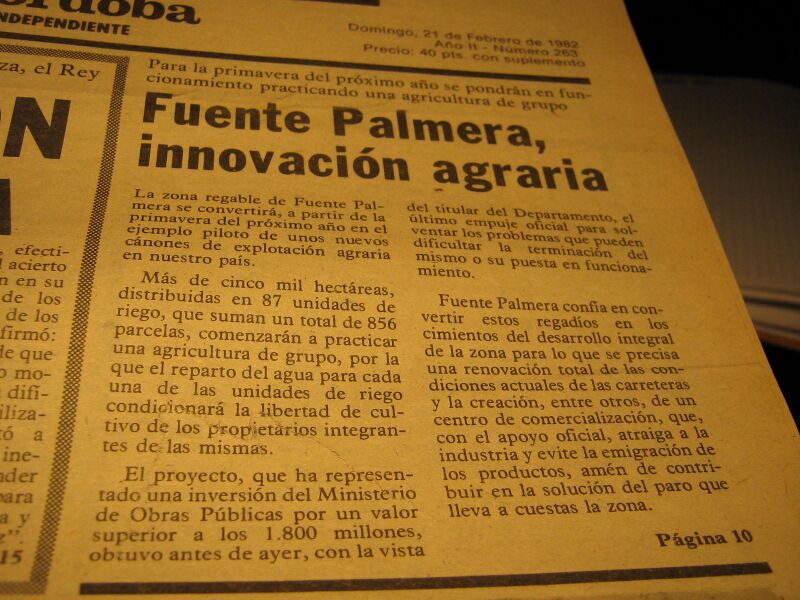 órdoba
NDEPENDIENTE
Domingo, 21 de Febrero de 1982
Año II - Número 263
Precio: 40 pts. con suplemento
za, el Rey
ON
, efecti-
l acierto
n en su
de los
de los
firmó:
de que
o mo-
difí-
iliza-
tó a
ine-
nder
para
a y
z”.
15
Para la primavera del próximo año se pondrán en fun-
cionamiento practicando una agricultura de grupo
Fuente Palmera,
innovación agraria
La zona regable de Fuente Pal-
mera se convertirá, a partir de la
primavera del próximo año en el
ejemplo piloto de unos nuevos
cánones de explotación agraria
en nuestro país.
Más de cinco mil hectáreas,
distribuidas en 87 unidades de
riego, que suman un total de 856
parcelas, comenzarán a practicar
una agricultura de grupo, por la
que el reparto del agua para cada
una de las unidades de riego
condicionará la libertad de cul-
tivo de los propietarios integran-
tes de las mismas.
El proyecto, que ha represen-
tado una inversión del Ministerio
de Obras Públicas por un valor
superior a los 1.800 millones,
obtuvo antes de ayer, con la vista
del titular del Departamento, el
último empuje oficial para sol-
ventar los problemas que pueden
dificultar la terminación del
mismo o su puesta en funciona-
miento.
Fuente Palmera confía en con-
vertir estos regadíos en los
cimientos del desarrollo integral
de la zona para lo que se precisa
una renovación total de las con-
diciones actuales de las carreteras
y la creación, entre otros, de un
centro de comercialización, que,
con el apoyo oficial, atraiga a la
industria y evite la emigración de
los productos, amén de contri-
buir en la solución del paro que
lleva a cuestas la zona.
Página 10